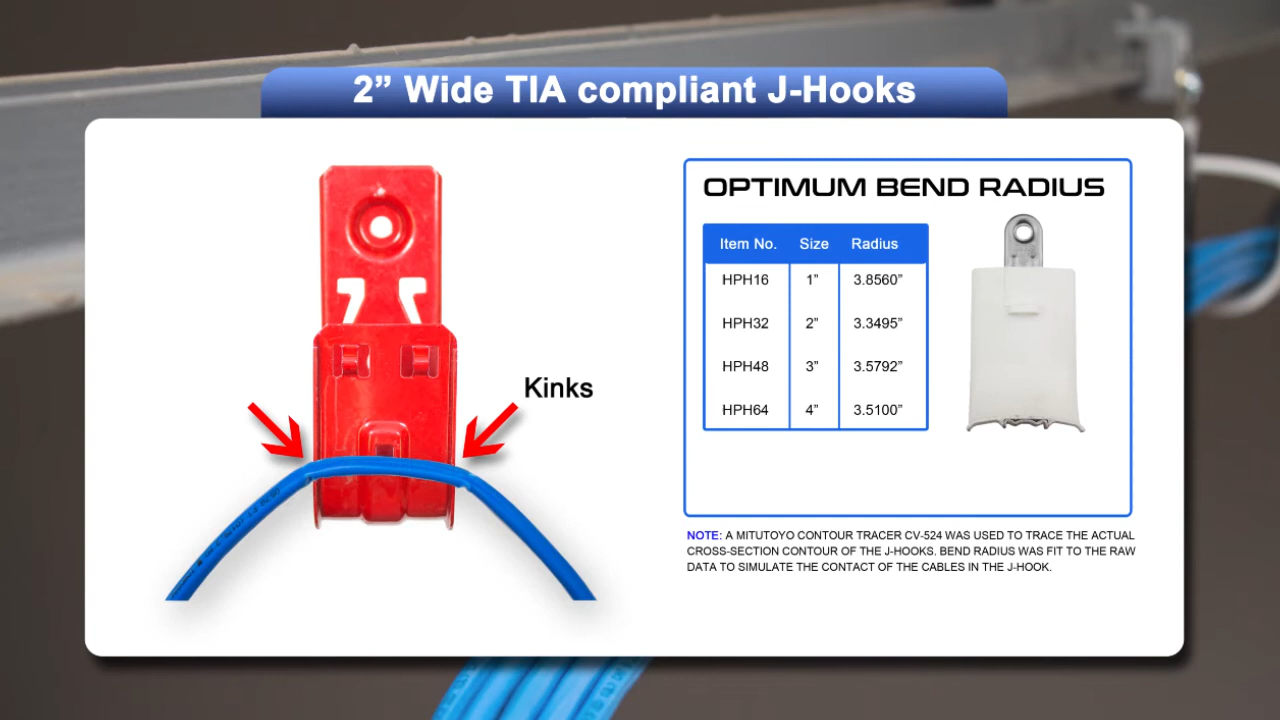 2” Wide TIA compliant J-Hooks
Kinks
OPTIMUM BEND RADIUS
Item No. Size Radius
HPH16 1” 3.8560”
HPH32 2” 3.3495”
HPH48 3” 3.5792”
HPH64 4” 3.5100”
NOTE: A MITUTOYO CONTOUR TRACER CV-524 WAS USED TO TRACE THE ACTUAL
CROSS-SECTION CONTOUR OF THE J-HOOKS. BEND RADIUS WAS FIT TO THE RAW
DATA TO SIMULATE THE CONTACT OF THE CABLES IN THE J-HOOK.